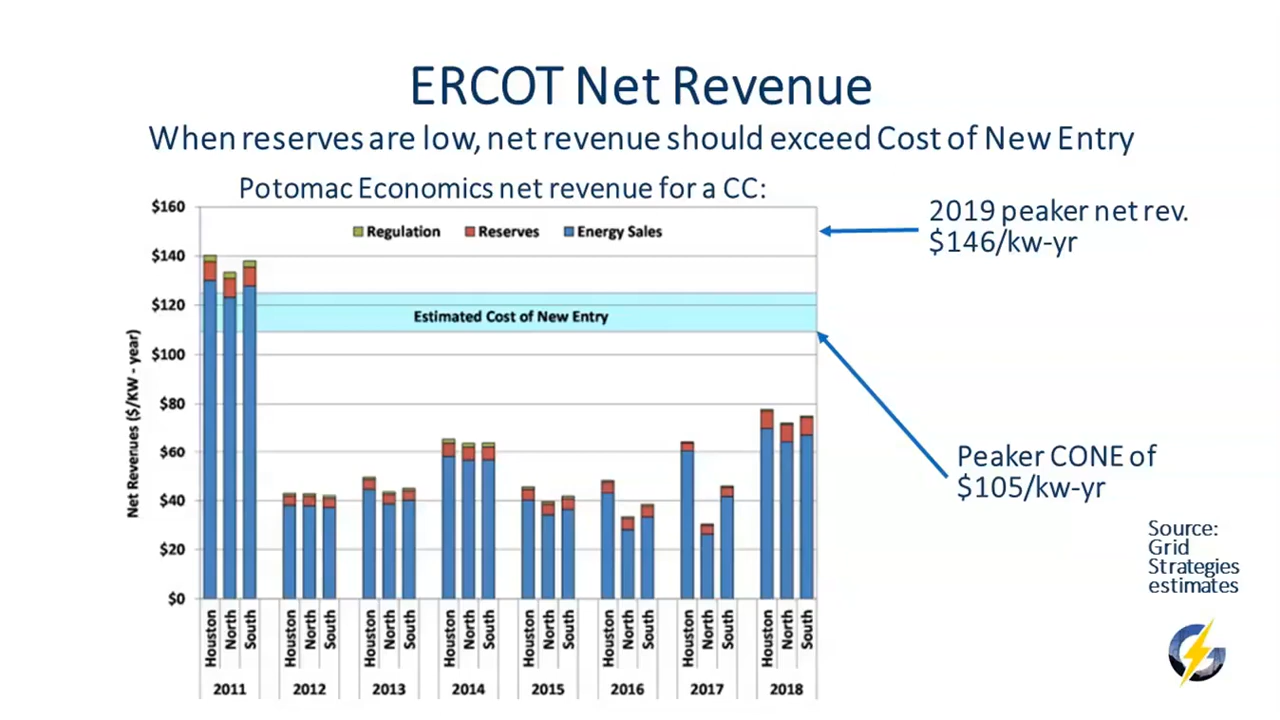 ERCOT Net Revenue
When reserves are low, net revenue should exceed Cost of New Entry
Potomac Economics net revenue for a CC:
2019 peaker net rev.
$146/kw-yr
Regulation Reserves Energy Sales
Estimated Cost of New Entry
Net Revenues ($/KW - year)
$160
$140
$120
$100
$80
$60
$40
$20
$0
Peaker CONE of
$105/kw-yr
Source:
Grid
Strategies
estimates
Houston North South Houston North South Houston North South Houston North South Houston North South Houston North South Houston North South Houston North South
2011 2012 2013 2014 2015 2016 2017 2018